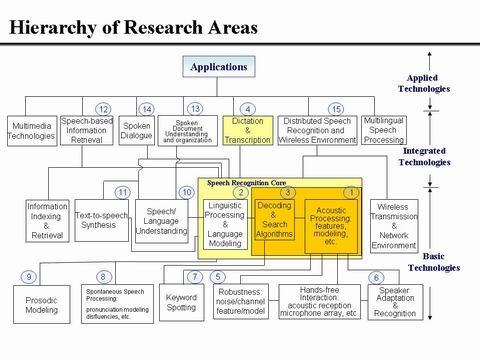 Hierarchy of Research Areas
Applications
Applied
Technologies
12
14
13
4
15
Multimedia
Technologies
Speech-based
Information
Retrieval
Spoken
Dialogue
Spoken
Document
Understanding
and organization
Dictation
&
Transcription
Distributed Speech
Recognition and
Wireless Environment
Multilingual
Speech
Processing
Integrated
Technologies
Speech Recognition Core
11
10
2
3
1
Information
Indexing
&
Retrieval
Text-to-speech
Synthesis
Speech/
Language
Understanding
Linguistic
Processing &
Language
Modeling
Decoding
&
Search
Algorithms
Acoustic
Processing:
features,
modeling,
etc.
Wireless
Transmission
& Network
Environment
Basic
Technologies
9
8
7
5
6
Prosodic
Modeling
Spontaneous Speech
Processing:
pronunciation modeling
disfluencies, etc.
Keyword
Spotting
Robustness:
noise/channel
feature/model
Hands-free
Interaction:
acoustic reception
microphone array, etc.
Speaker
Adaptation
& Recognition